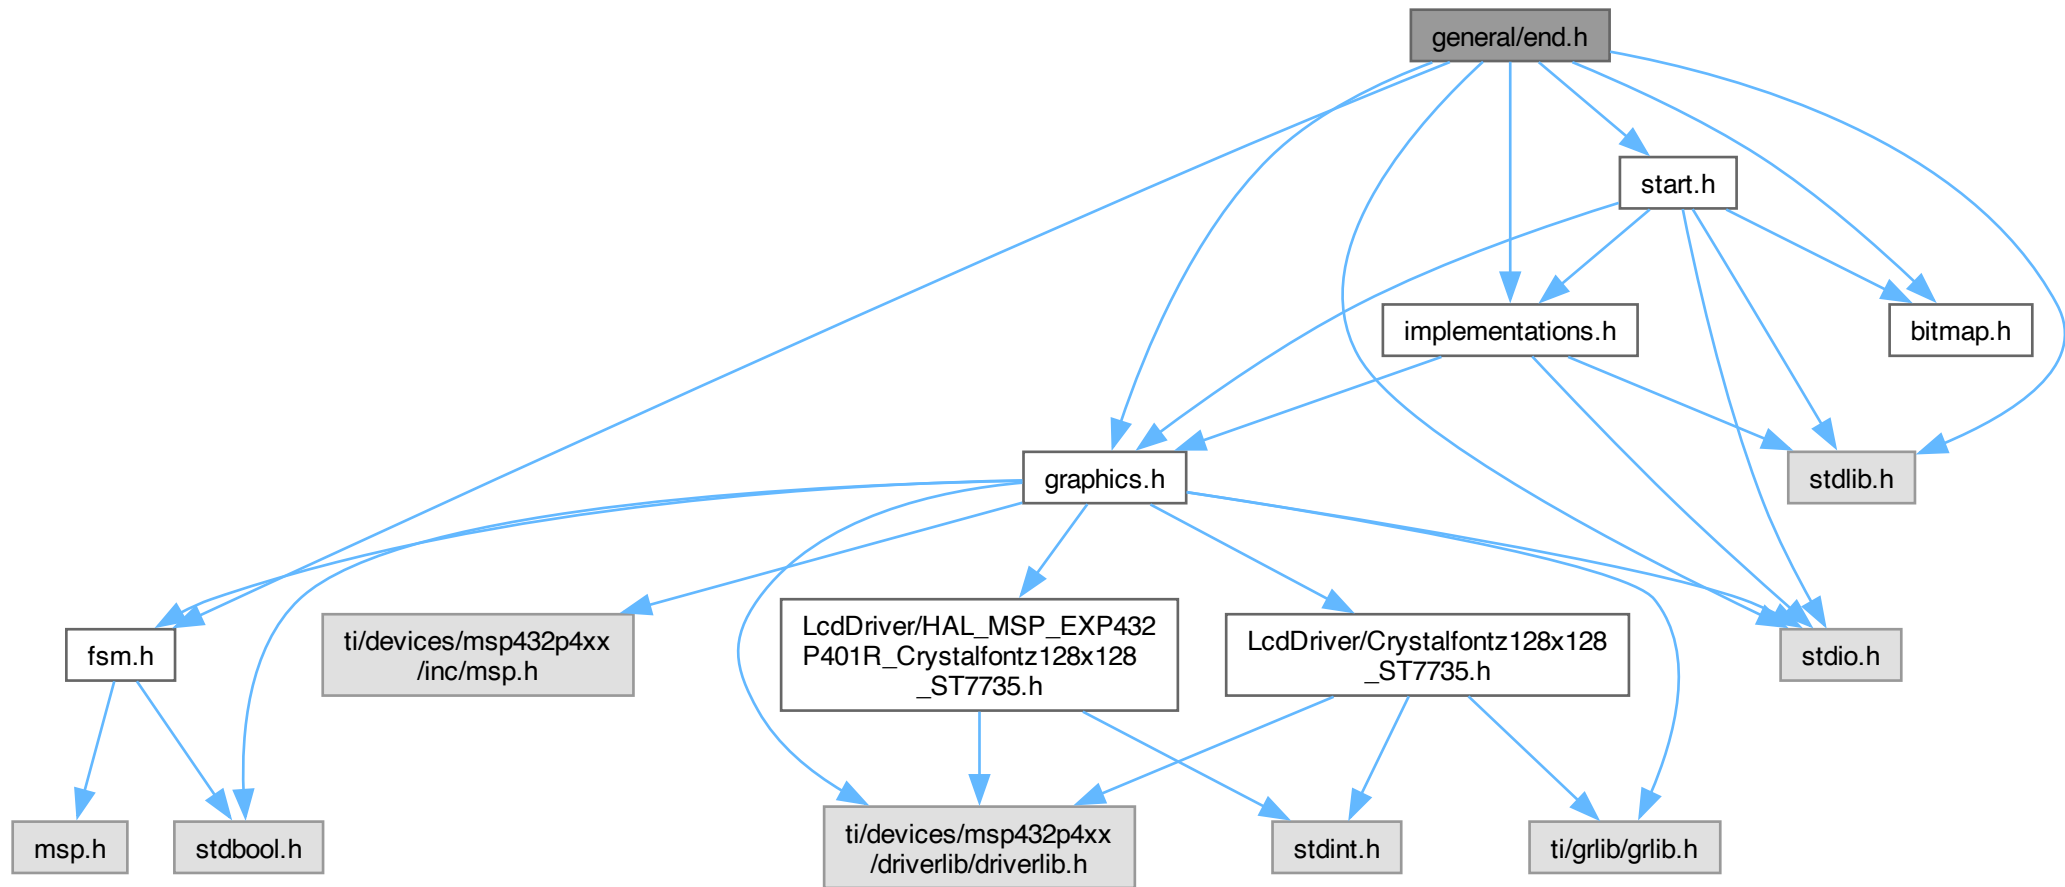 general/end.h
start.h
implementations.h
bitmap.h
graphics.h
stdlib.h
fsm.h
ti/devices/msp432p4xx
/inc/msp.h
LcdDriver/HAL_MSP_EXP432
P401R_Crystalfontz128x128
_ST7735.h
LcdDriver/Crystalfontz128x128
_ST7735.h
stdio.h
msp.h
stdbool.h
ti/devices/msp432p4xx
/driverlib/driverlib.h
stdint.h
ti/grlib/grlib.h